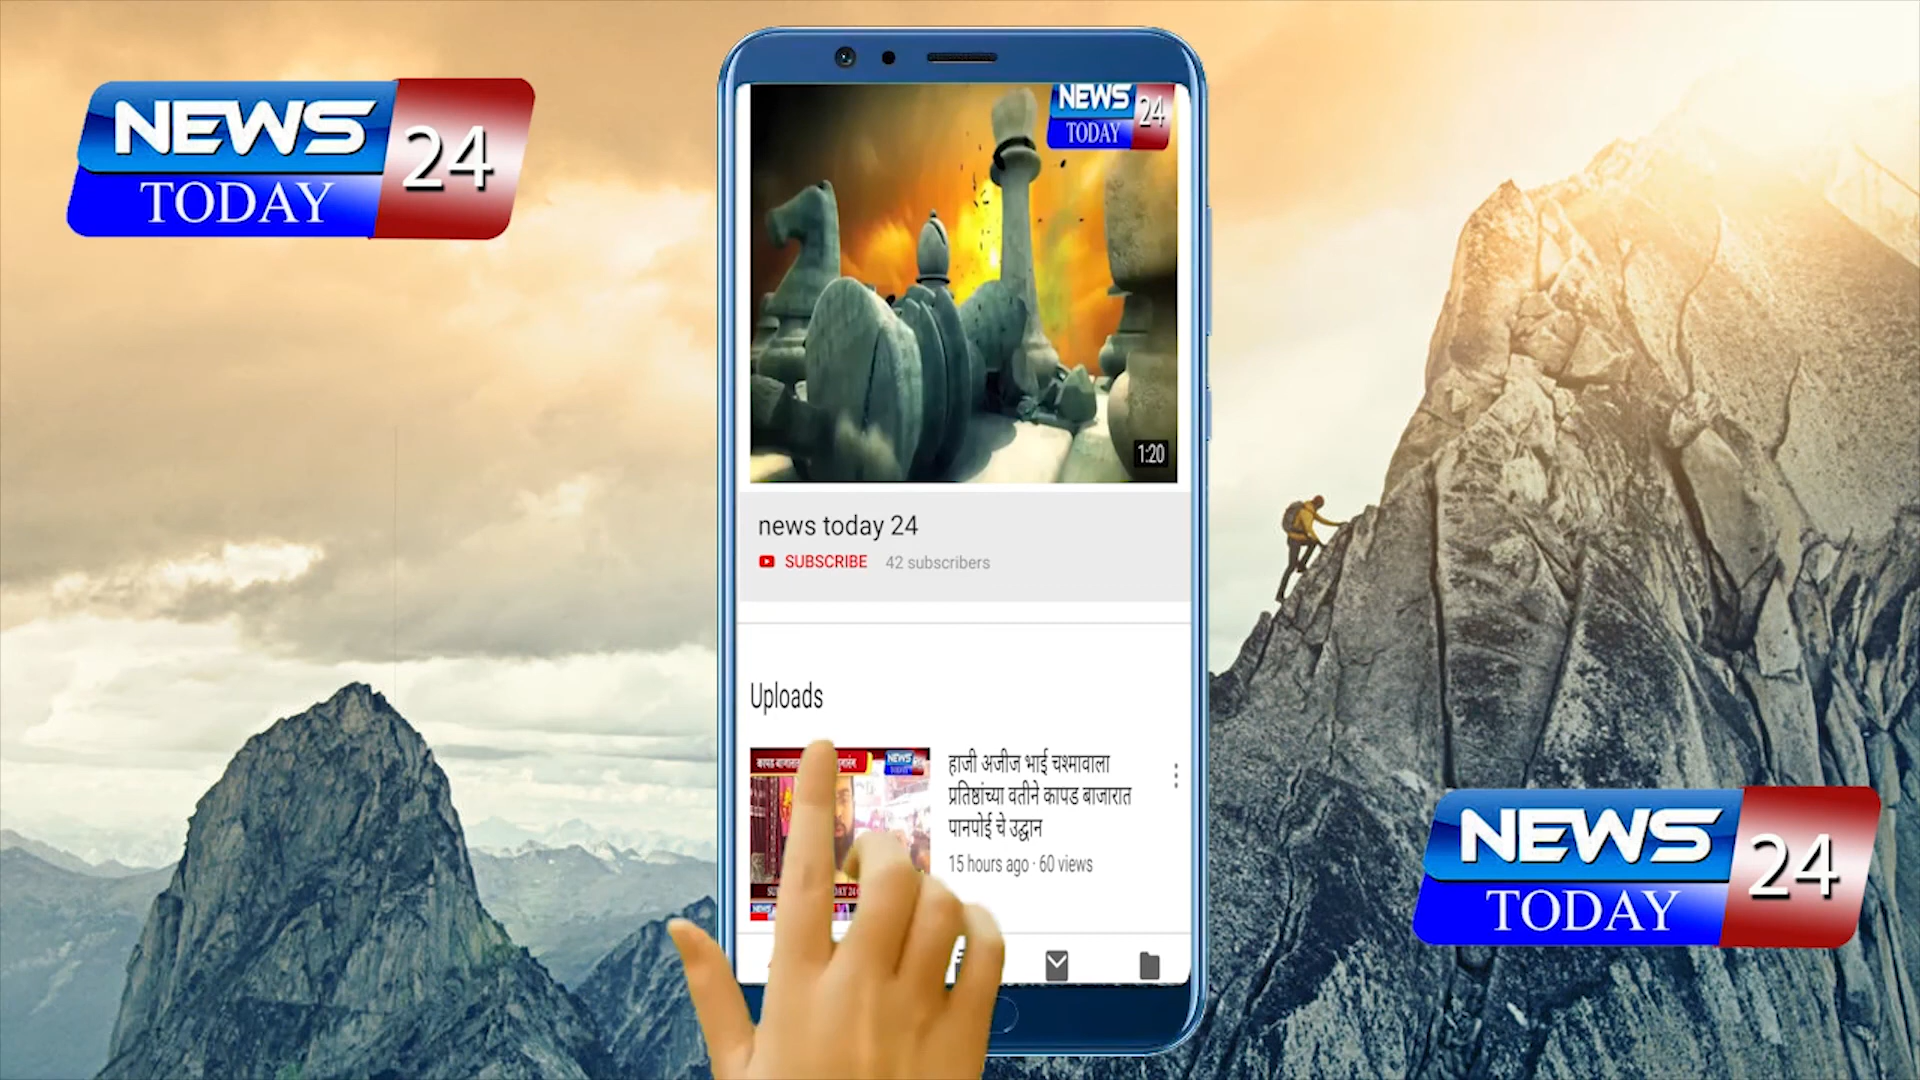 NEWS
TODAY
24
NEWS
TODAY
24
1:20
news today 24
SUBSCRIBE 42 subscribers
Uploads
हाजी अजीज भाई चश्मावाला
प्रतिष्ठांच्या वतीने कापड बाजारात
पानपोई चे उद्घान
15 hours ago · 60 views
NEWS
NEWS
TODAY
24